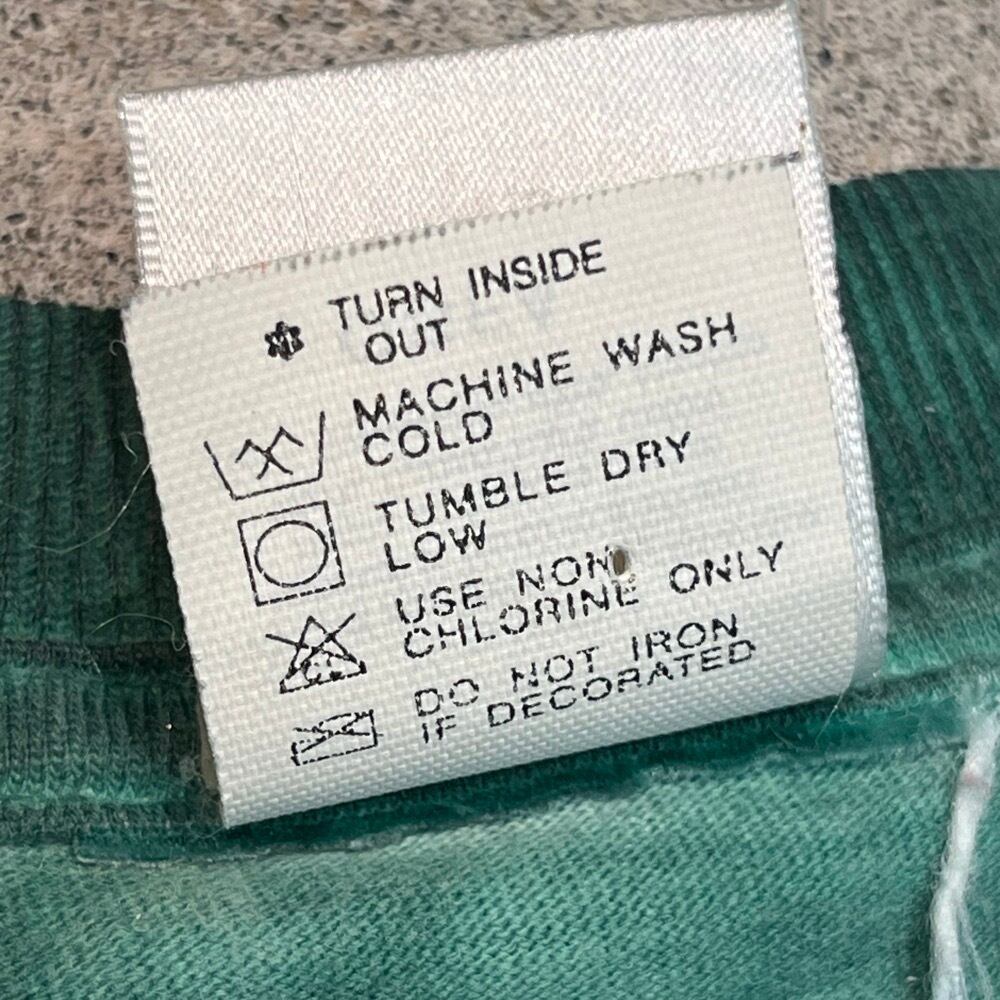 TURN INSIDE
OUT
MACHINE WASH
COLD
TUMBLE DRY
LOW
USE NON
CHLORINE ONLY
DO NOT IRON
IF DECORATED